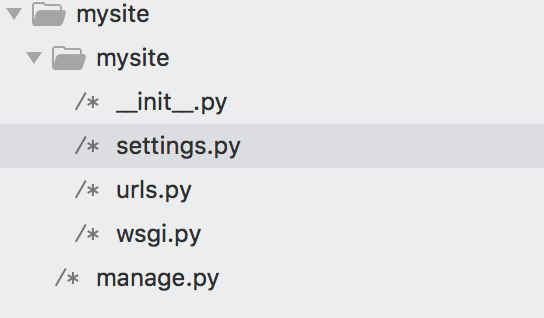 mysite
mysite
/* __init__.py
/* settings.py
/* urls.py
/* wsgi.py
/* manage.py